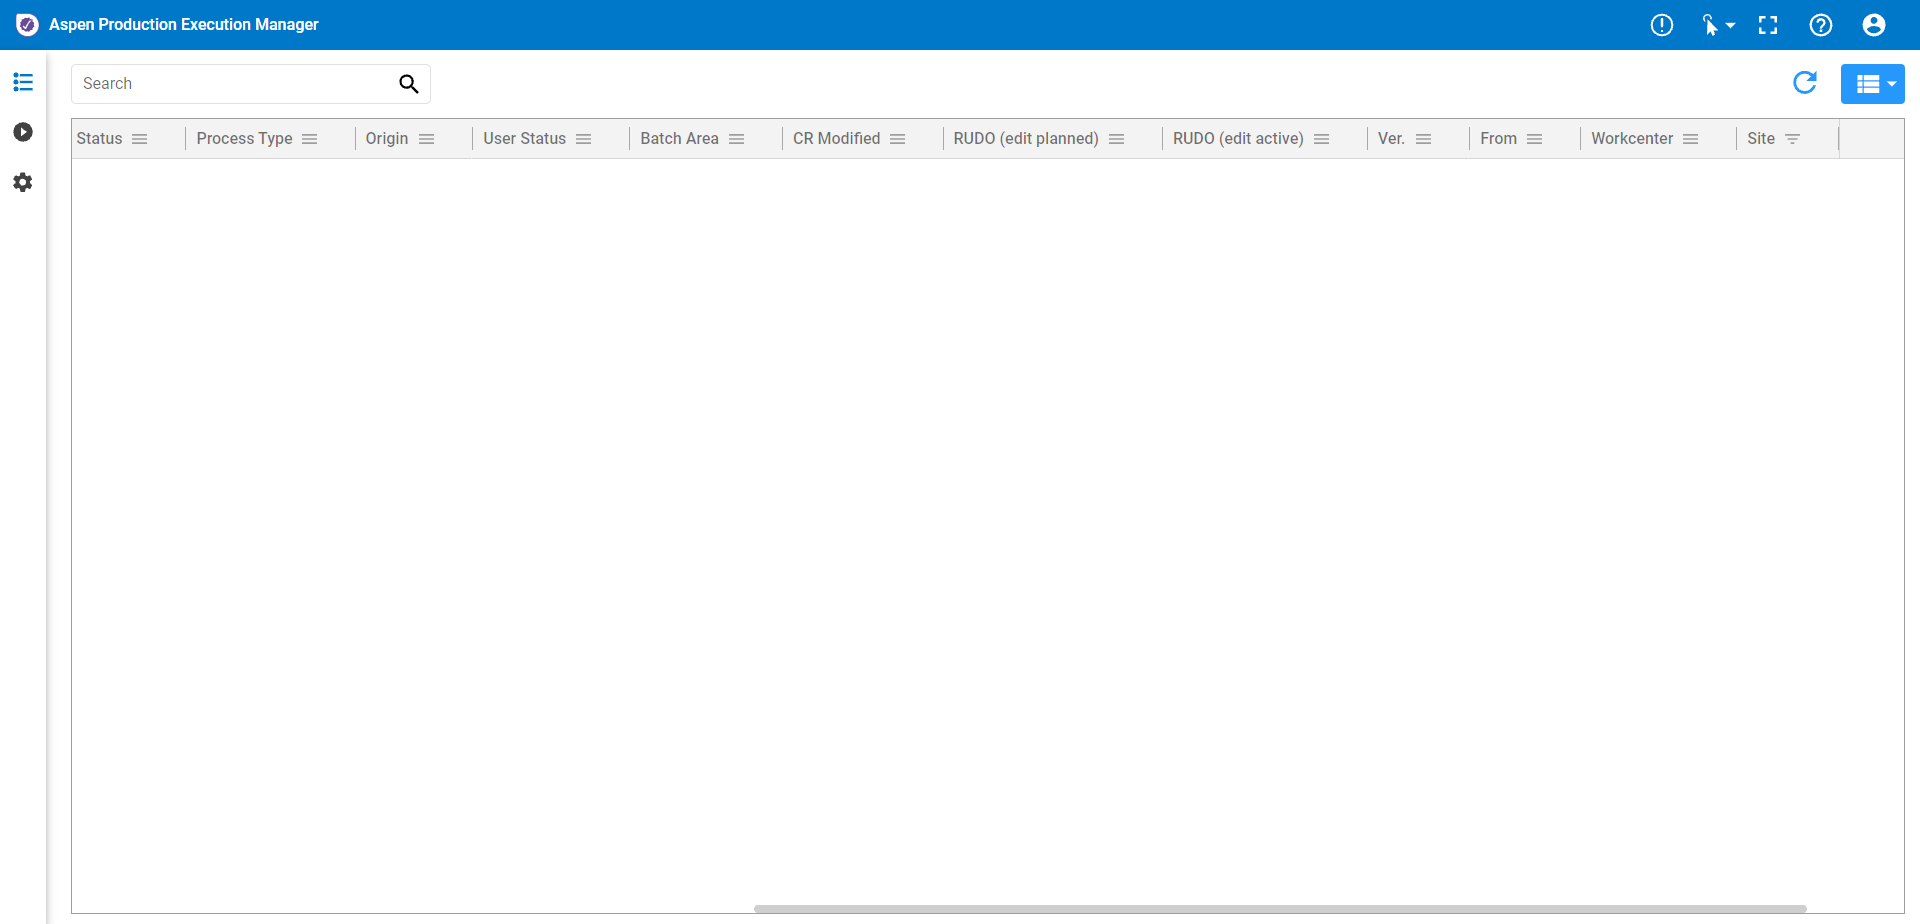 Aspen Production Execution Manager
Search
Status Process Type Origin User Status Batch Area CR Modified RUDO (edit planned) RUDO (edit active) Ver. From Workcenter Site